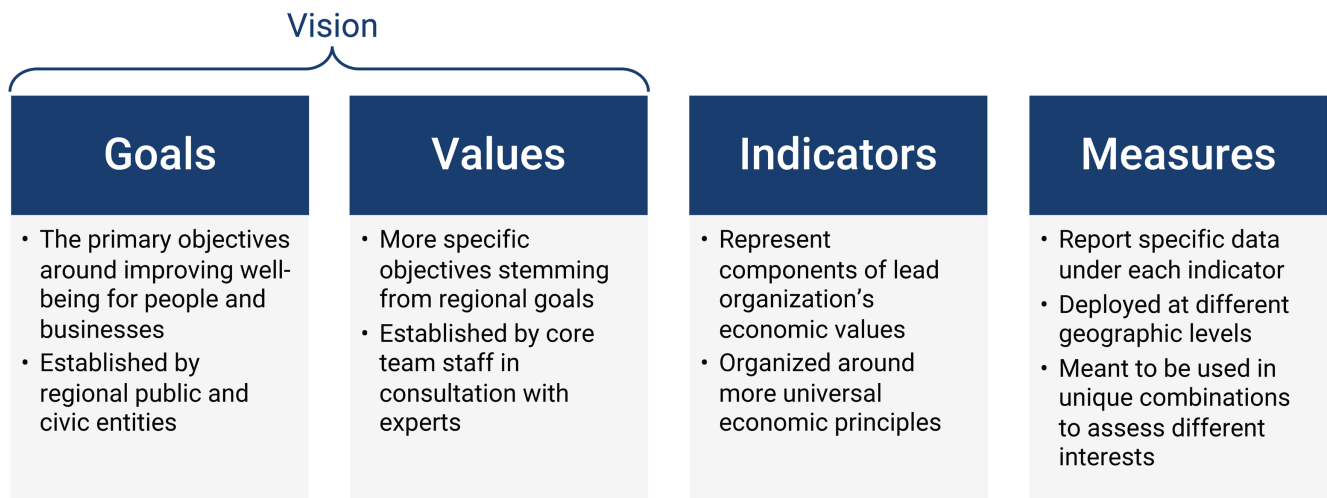 Vision
Goals
• The primary objectives
around improving well-
being for people and
businesses
• Established by
regional public and
civic entities
Values
• More specific
objectives stemming
from regional goals
• Established by core
team staff in
consultation with
experts
Indicators
• Represent
components of lead
organization’s
economic values
• Organized around
more universal
economic principles
Measures
• Report specific data
under each indicator
• Deployed at different
geographic levels
• Meant to be used in
unique combinations
to assess different
interests